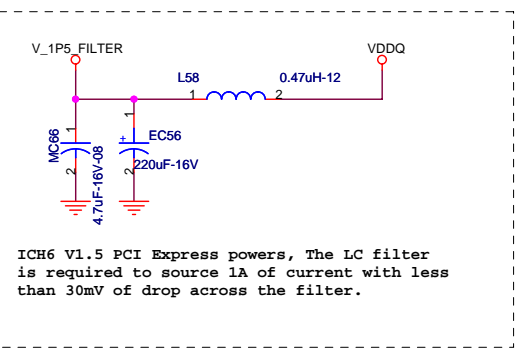 V_1P5_FILTER
VDDQ
L58
0.47uH-12
1
2
1
1
MC66
EC56
+
220uF-16V
2
2
4.7uF-16V-08
ICH6 V1.5 PCI Express powers, The LC filter
is required to source 1A of current with less
than 30mV of drop across the filter.